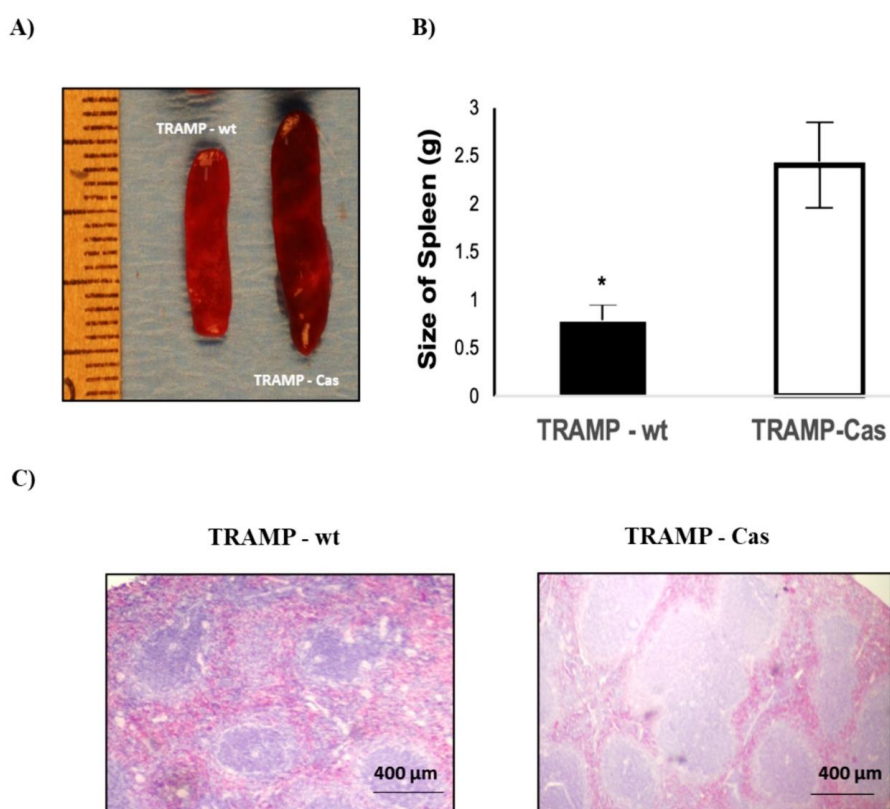 A)
B)
TRAMP - wt
TRAMP - Cas
Size of Spleen (g)
3
2.5
2
1.5
1
0.5
0
*
TRAMP - wt
TRAMP-Cas
C)
TRAMP - wt
TRAMP - Cas
400 µm
400 µm